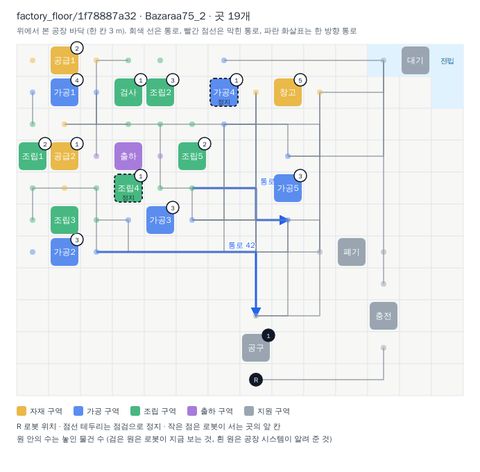 factory_floor/1f78887a32 · Bazaraa75_2 · 곳 19개
위에서 본 공장 바닥 (한 칸 3 m). 회색 선은 통로, 빨간 점선은 막힌 통로, 파란 화살표는 한 방향 통로
공급1 2
대기
전립
가공1 4
검사 1
조립2 3
가공4 1
정지
창고 5
조립1 2
공급2 1
출하
조립5 2
조립4 1
정지
통로
가공5 3
조립3
가공3 3
가공2 3
통로 42
폐기
충전
공구 1
R
자재 구역 가공 구역 조립 구역 출하 구역 지원 구역
R 로봇 위치 · 점선 테두리는 점검으로 정지 · 작은 점은 로봇이 서는 곳의 앞 칸
원 안의 수는 놓인 물건 수 (검은 원은 로봇이 지금 보는 것, 흰 원은 공장 시스템이 알려 준 것)